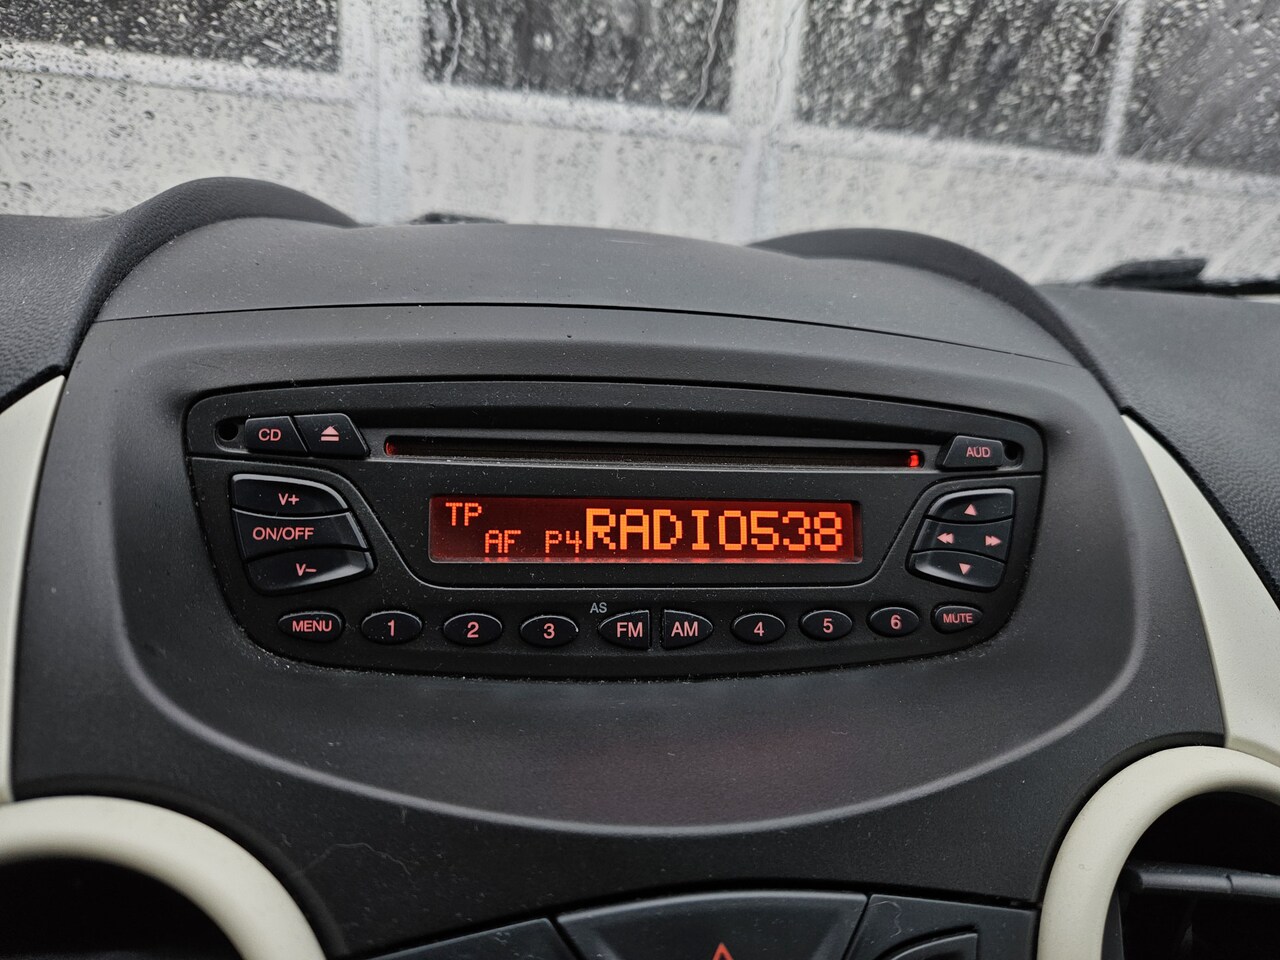 CD AUD
V+
TP
ON/OFF AF P4 RADIO538
V-
AS
MENU 1 2 3 FM AM 4 5 6 MUTE